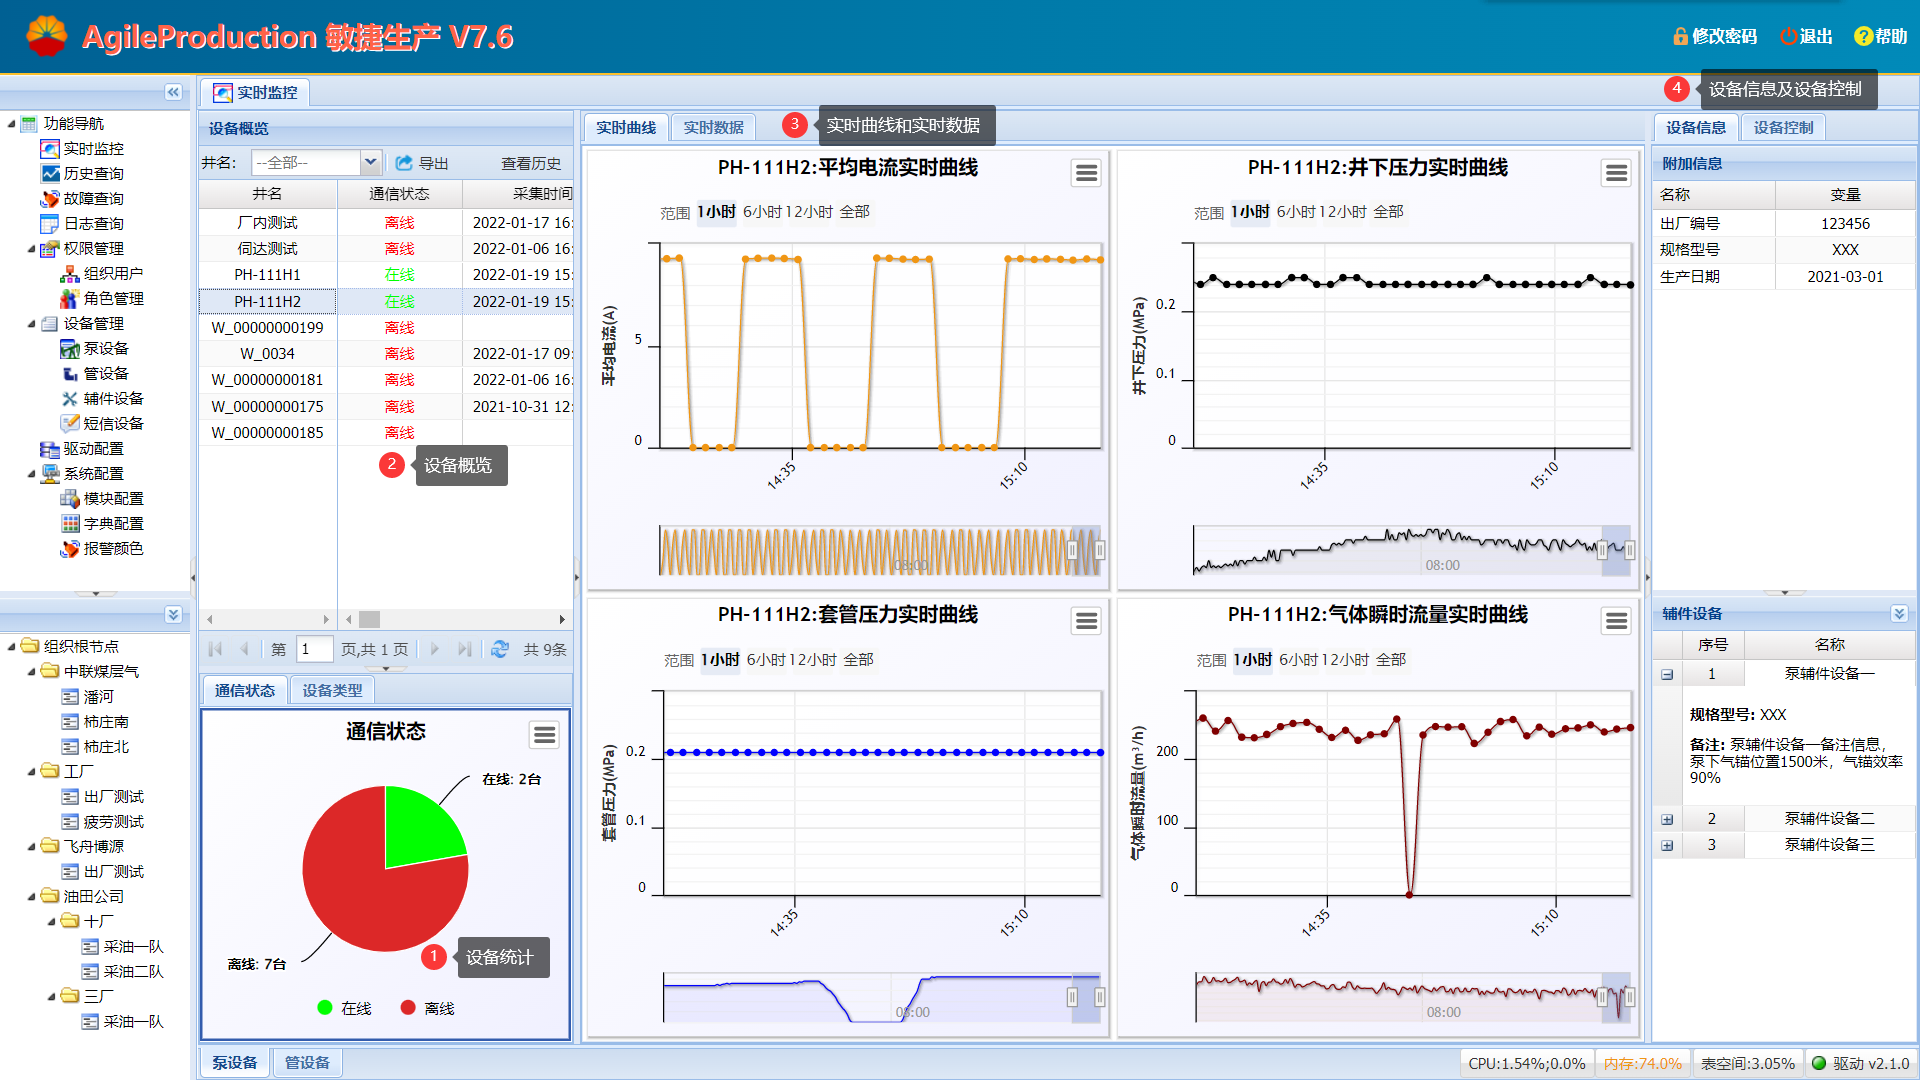 AgileProduction 敏捷生产 V7.6
修改密码 退出 帮助
功能导航
实时监控
历史查询
故障查询
日志查询
权限管理
组织用户
角色管理
设备管理
泵设备
管设备
辅件设备
短信设备
驱动配置
系统配置
模块配置
字典配置
报警颜色
组织根节点
中联煤层气
潘河
柿庄南
柿庄北
工厂
出厂测试
疲劳测试
飞舟博源
出厂测试
油田公司
十厂
采油一队
采油二队
三厂
采油一队
实时监控
设备概览
井名: --全部-- 导出 查看历史
井名 通信状态 采集时间
厂内测试 离线 2022-01-17 16:
伺达测试 离线 2022-01-06 16:
PH-111H1 在线 2022-01-19 15:
PH-111H2 在线 2022-01-19 15:
W_00000000199 离线
W_0034 离线 2022-01-17 09:
W_00000000181 离线 2022-01-06 16:
W_00000000175 离线 2021-10-31 12:
W_00000000185 离线
2 设备概览
第 1 页,共 1 页 共 9条
通信状态 设备类型
通信状态
在线: 2台
离线: 7台
1 设备统计
在线 离线
泵设备 管设备
实时曲线 实时数据 3 实时曲线和实时数据
PH-111H2:平均电流实时曲线
范围 1小时 6小时 12小时 全部
平均电流(A)
5
0
14:35 15:10
08:00
PH-111H2:井下压力实时曲线
范围 1小时 6小时 12小时 全部
井下压力(MPa)
0.2
0.1
0
14:35 15:10
08:00
PH-111H2:套管压力实时曲线
范围 1小时 6小时 12小时 全部
套管压力(MPa)
0.2
0.1
0
14:35 15:10
08:00
PH-111H2:气体瞬时流量实时曲线
范围 1小时 6小时 12小时 全部
气体瞬时流量(m³/h)
200
100
0
14:35 15:10
08:00
4 设备信息及设备控制
设备信息 设备控制
附加信息
名称 变量
出厂编号 123456
规格型号 XXX
生产日期 2021-03-01
辅件设备
序号 名称
1 泵辅件设备一
规格型号: XXX
备注: 泵辅件设备一备注信息，
泵下气锚位置1500米，气锚效率
90%
2 泵辅件设备二
3 泵辅件设备三
CPU:1.54%;0.0% 内存:74.0% 表空间:3.05% 驱动 v2.1.0